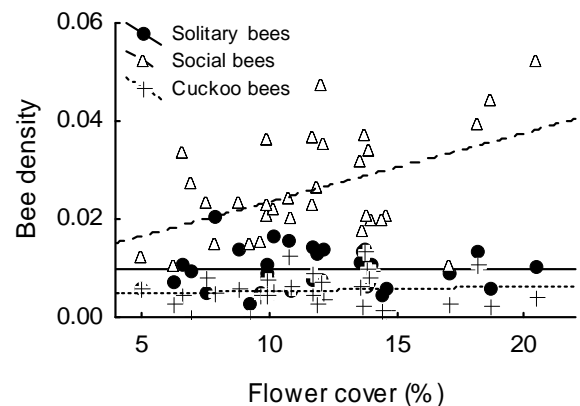 0.06
Solitary bees
Social bees
Cuckoo bees
0.04
Bee density
0.02
0.00
5 10 15 20
Flower cover (%)